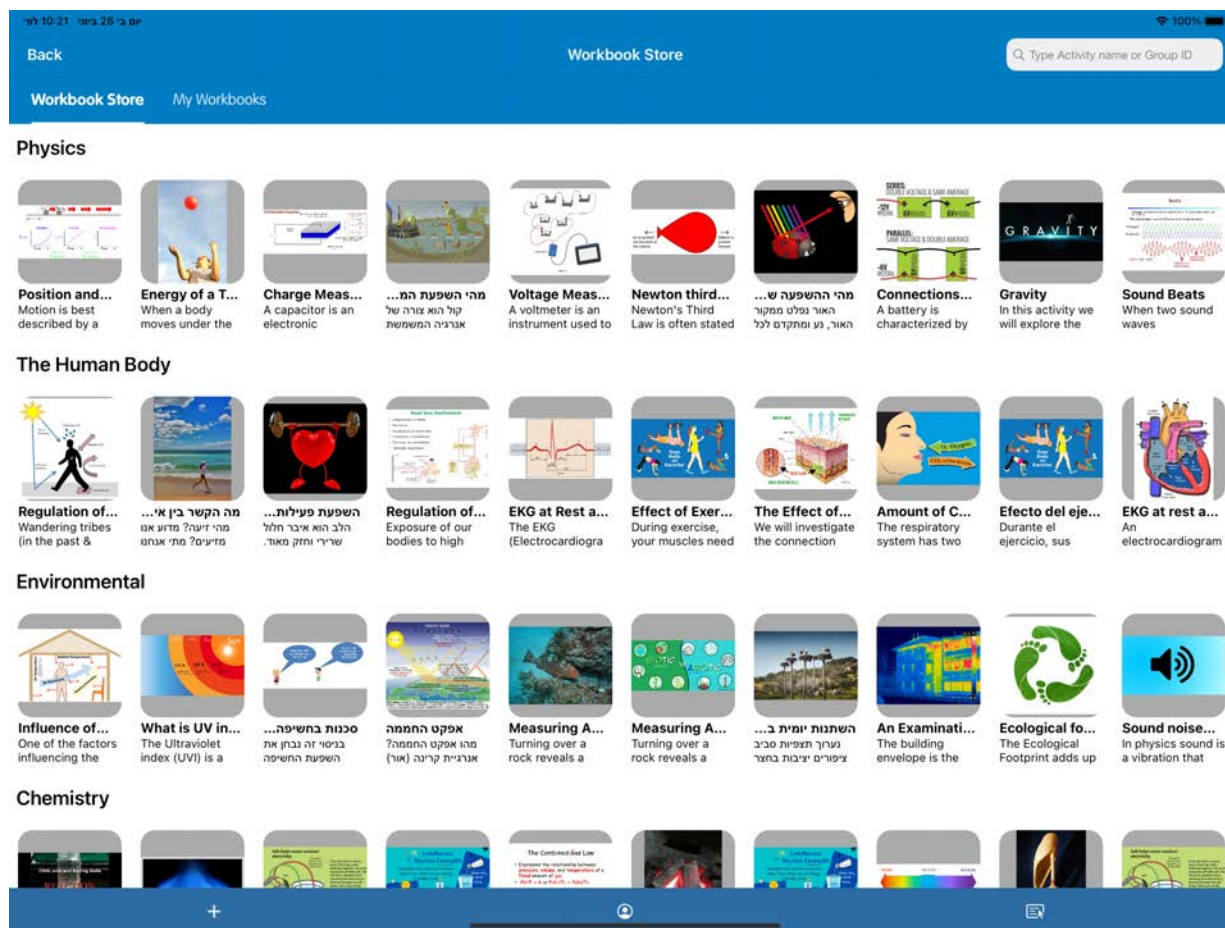 יום ב׳ 26 ביוני 10:21 לפ׳
100%
Back
Workbook Store
Type Activity name or Group ID
Workbook Store
My Workbooks
Physics
SERIES:
DOUBLE VOLTAGE & SAME AMERAGE
PARALLEL:
SAME VOLTAGE & DOUBLE AMERAGE
GRAVITY
Position and...
Motion is best
described by a
Energy of a T...
When a body
moves under the
Charge Meas...
A capacitor is an
electronic
מהי השפעת המ...
קול הוא צורה של
אנרגיה המשמשת
Voltage Meas...
A voltmeter is an
instrument used to
Newton third...
Newton's Third
Law is often stated
מהי ההשפעה ש...
האור נפלט ממקור
האור, נע ומתקדם לכל
Connections...
A battery is
characterized by
Gravity
In this activity we
will explore the
Sound Beats
When two sound
waves
The Human Body
Regulation of...
Wandering tribes
(in the past &
מה הקשר בין אי...
מהי זיעה? מדוע אנו
מזיעים? מתי אנחנו
השפעת פעילות...
הלב הוא איבר חלול
שרירי וחזק מאוד.
Regulation of...
Exposure of our
bodies to high
EKG at Rest a...
The EKG
(Electrocardiogra
Effect of Exer...
During exercise,
your muscles need
The Effect of...
We will investigate
the connection
Amount of C...
The respiratory
system has two
Efecto del eje...
Durante el
ejercicio, sus
EKG at rest a...
An
electrocardiogram
Environmental
Influence of...
One of the factors
influencing the
What is UV in...
The Ultraviolet
index (UVI) is a
סכנות בחשיפה...
בניסוי זה נבחן את
השפעת החשיפה
אפקט החממה
מהו אפקט החממה?
אנרגיית קרינה (אור)
Measuring A...
Turning over a
rock reveals a
Measuring A...
Turning over a
rock reveals a
השתנות יומית ב...
נערוך תצפיות סביב
ציפורים יציבות בחצר
An Examinati...
The building
envelope is the
Ecological fo...
The Ecological
Footprint adds up
Sound noise...
In physics sound is
a vibration that
Chemistry
The Combined Gas Law